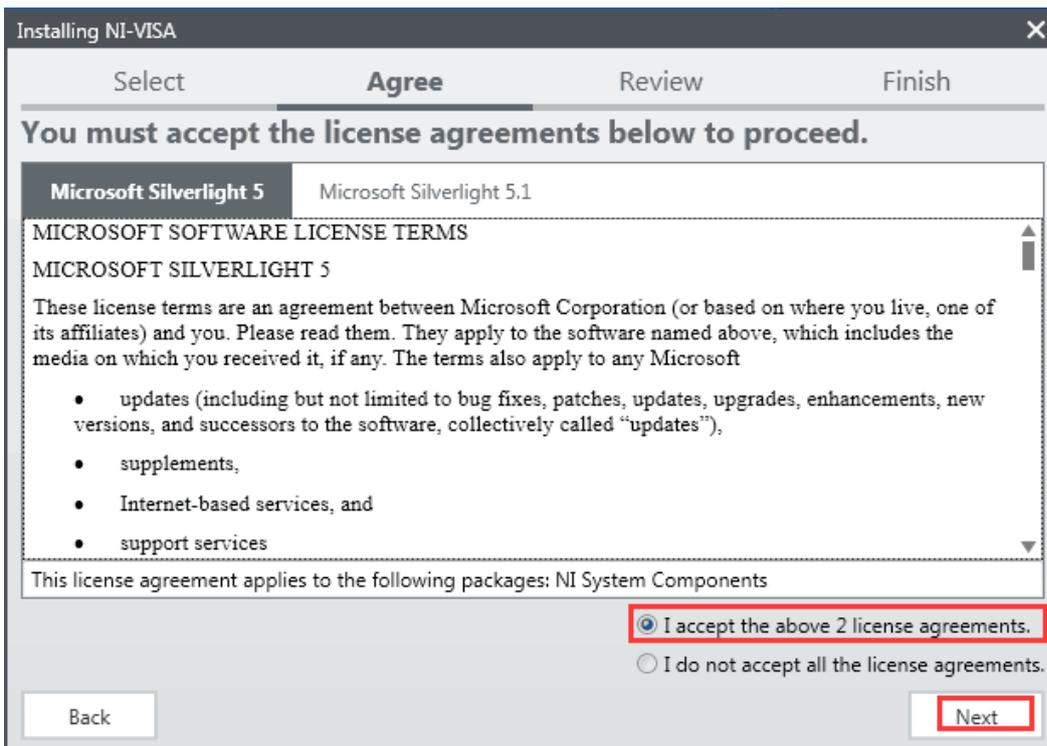 Installing NI-VISA
Select Agree Review Finish
You must accept the license agreements below to proceed.
Microsoft Silverlight 5 Microsoft Silverlight 5.1
MICROSOFT SOFTWARE LICENSE TERMS
MICROSOFT SILVERLIGHT 5
These license terms are an agreement between Microsoft Corporation (or based on where you live, one of
its affiliates) and you. Please read them. They apply to the software named above, which includes the
media on which you received it, if any. The terms also apply to any Microsoft
• updates (including but not limited to bug fixes, patches, updates, upgrades, enhancements, new
versions, and successors to the software, collectively called “updates”),
• supplements,
• Internet-based services, and
• support services
This license agreement applies to the following packages: NI System Components
I accept the above 2 license agreements.
I do not accept all the license agreements.
Back Next